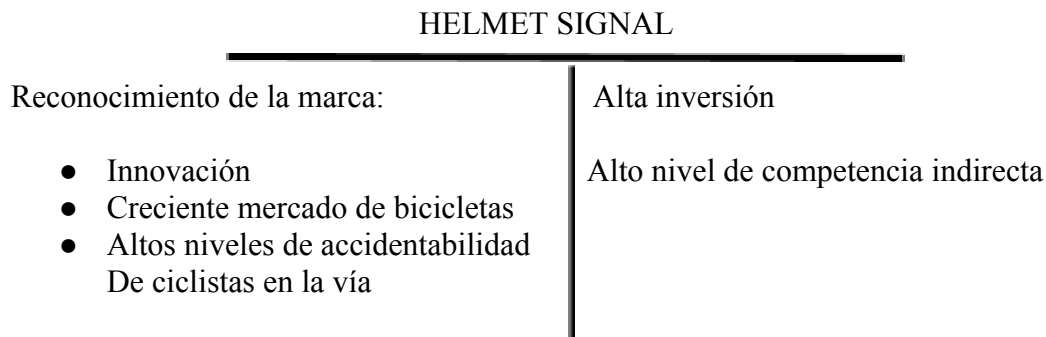 HELMET SIGNAL
Reconocimiento de la marca:
● Innovación
● Creciente mercado de bicicletas
● Altos niveles de accidentabilidad
De ciclistas en la vía
Alta inversión
Alto nivel de competencia indirecta